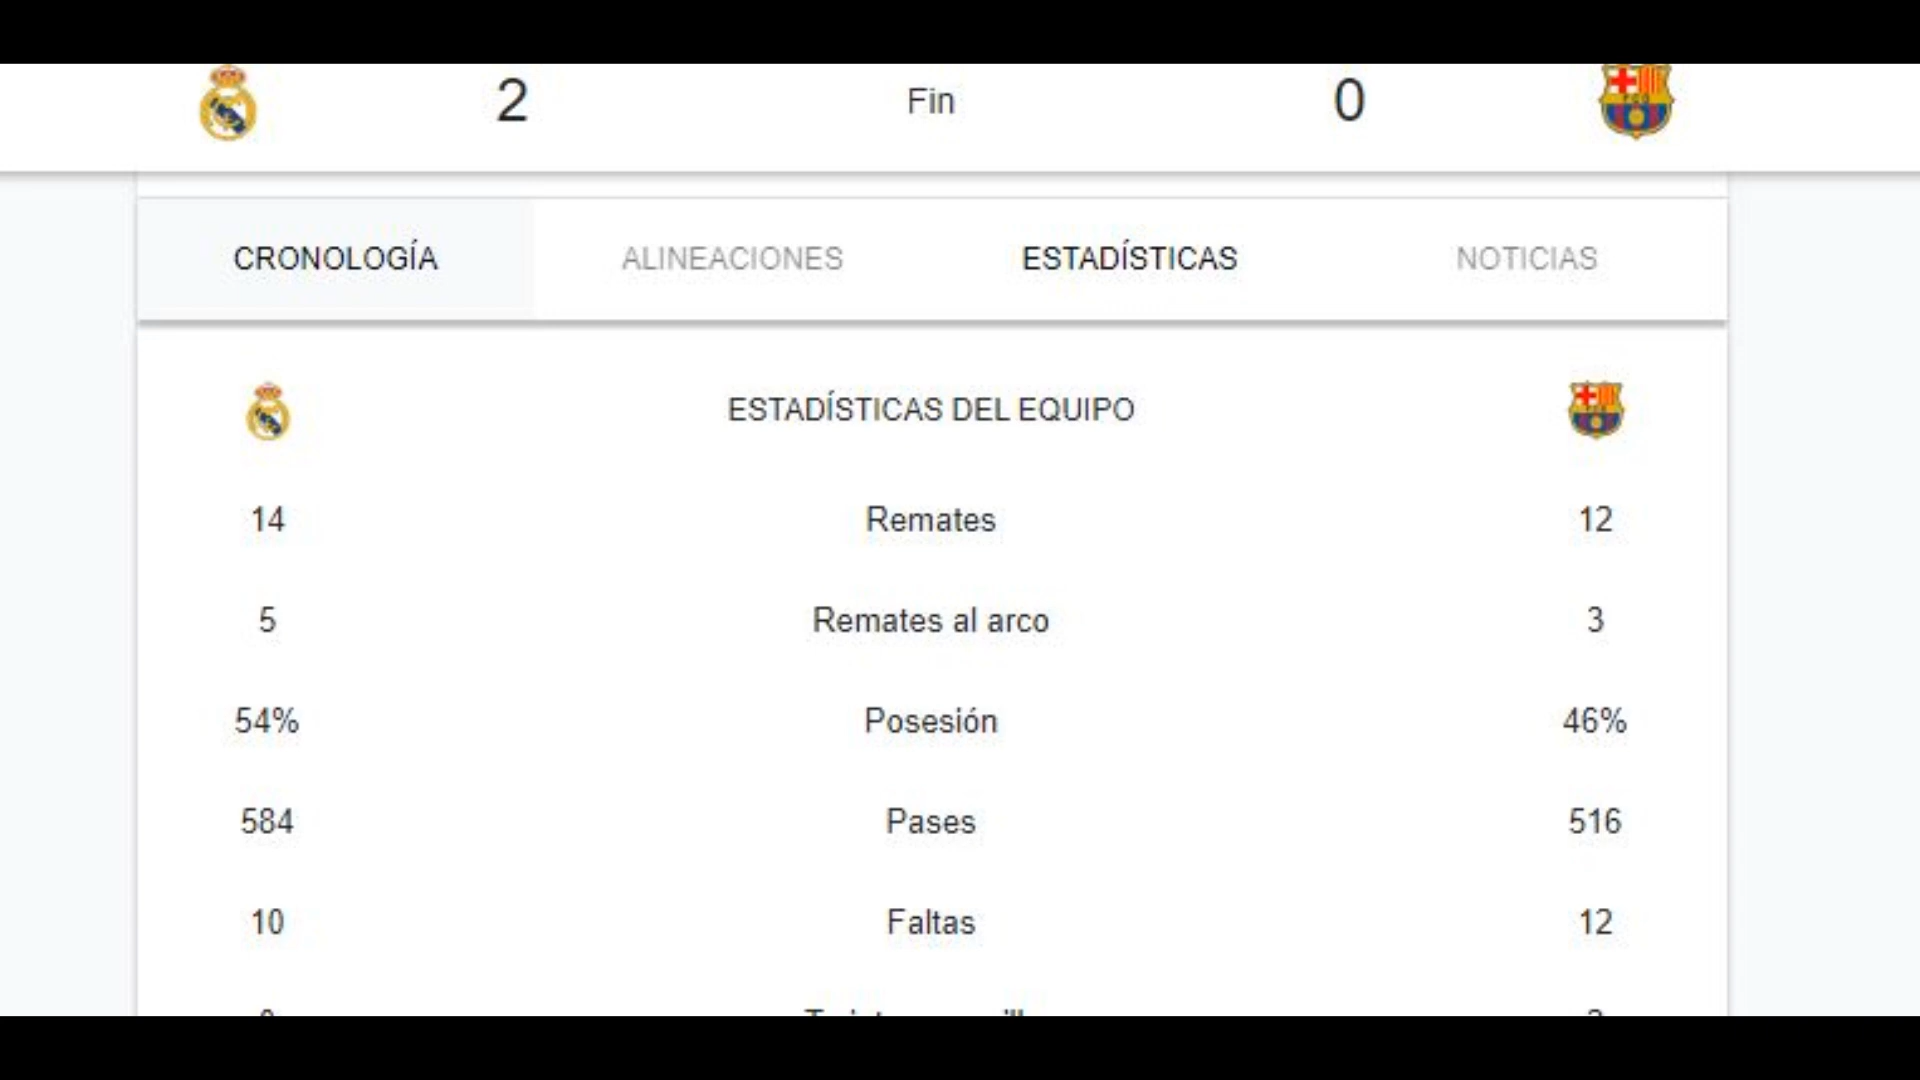 2 Fin 0
CRONOLOGÍA ALINEACIONES ESTADÍSTICAS NOTICIAS
ESTADÍSTICAS DEL EQUIPO
14 Remates 12
5 Remates al arco 3
54% Posesión 46%
584 Pases 516
10 Faltas 12